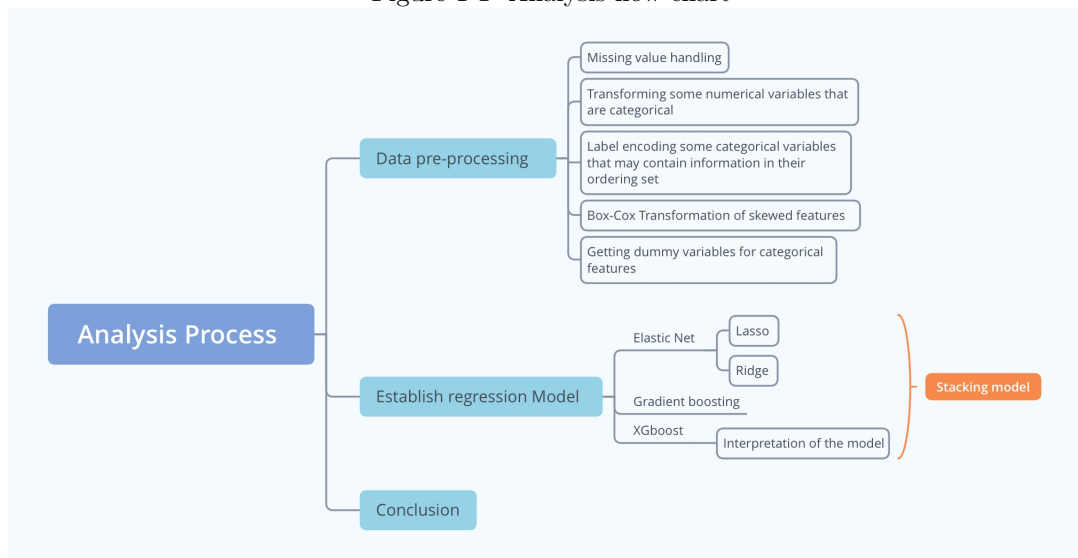 Missing value handling
Transforming some numerical variables that
are categorical
Label encoding some categorical variables
that may contain information in their
ordering set
Box-Cox Transformation of skewed features
Getting dummy variables for categorical
features
Data pre-processing
Analysis Process
Establish regression Model
Elastic Net
Lasso
Ridge
Gradient boosting
XGboost
Interpretation of the model
Stacking model
Conclusion